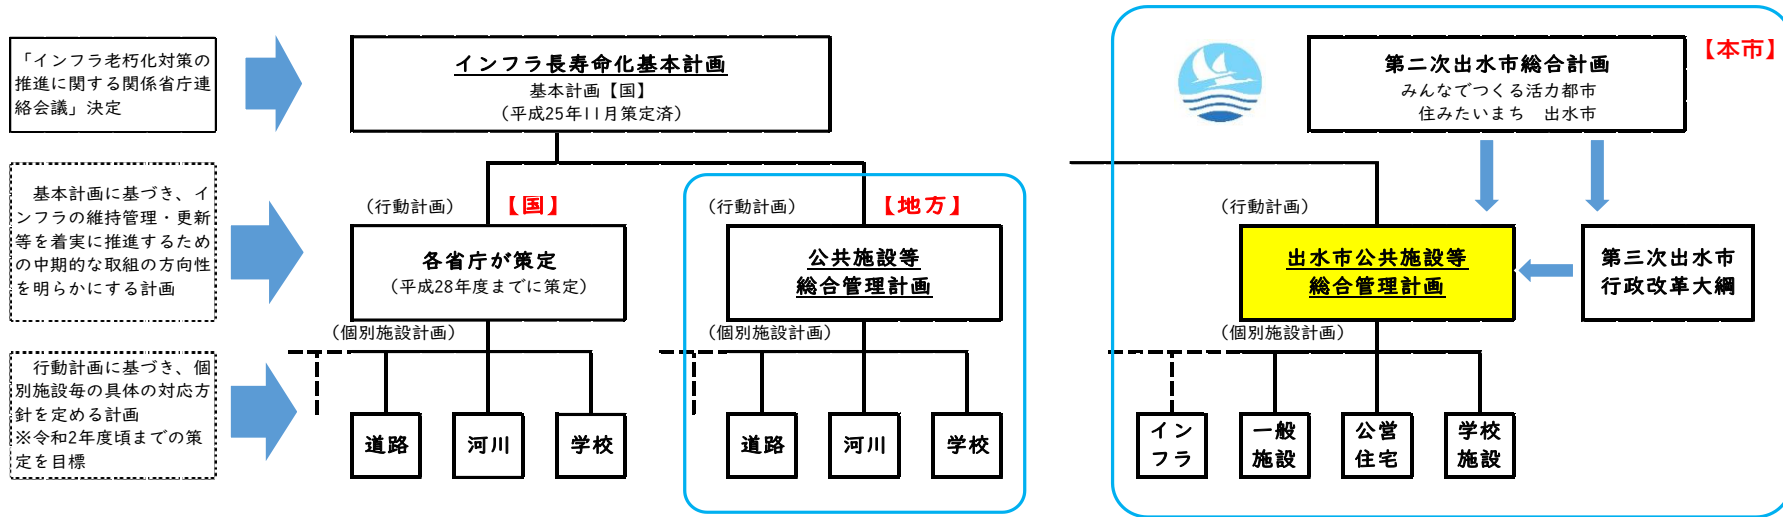 「インフラ老朽化対策の
推進に関する関係省庁連
絡会議」決定
インフラ長寿命化基本計画
基本計画【国】
（平成25年11月策定済）
【本市】
第二次出水市総合計画
みんなでつくる活力都市
住みたいまち　出水市
　基本計画に基づき、イ
ンフラの維持管理・更新
等を着実に推進するため
の中期的な取組の方向性
を明らかにする計画
（行動計画）
【国】
各省庁が策定
（平成28年度までに策定）
（行動計画）
【地方】
公共施設等
総合管理計画
（行動計画）
出水市公共施設等
総合管理計画
第三次出水市
行政改革大綱
　行動計画に基づき、個
別施設毎の具体の対応方
針を定める計画
※令和2年度頃までの策
定を目標
（個別施設計画）
道路
河川
学校
（個別施設計画）
道路
河川
学校
（個別施設計画）
イン
フラ
一般
施設
公営
住宅
学校
施設